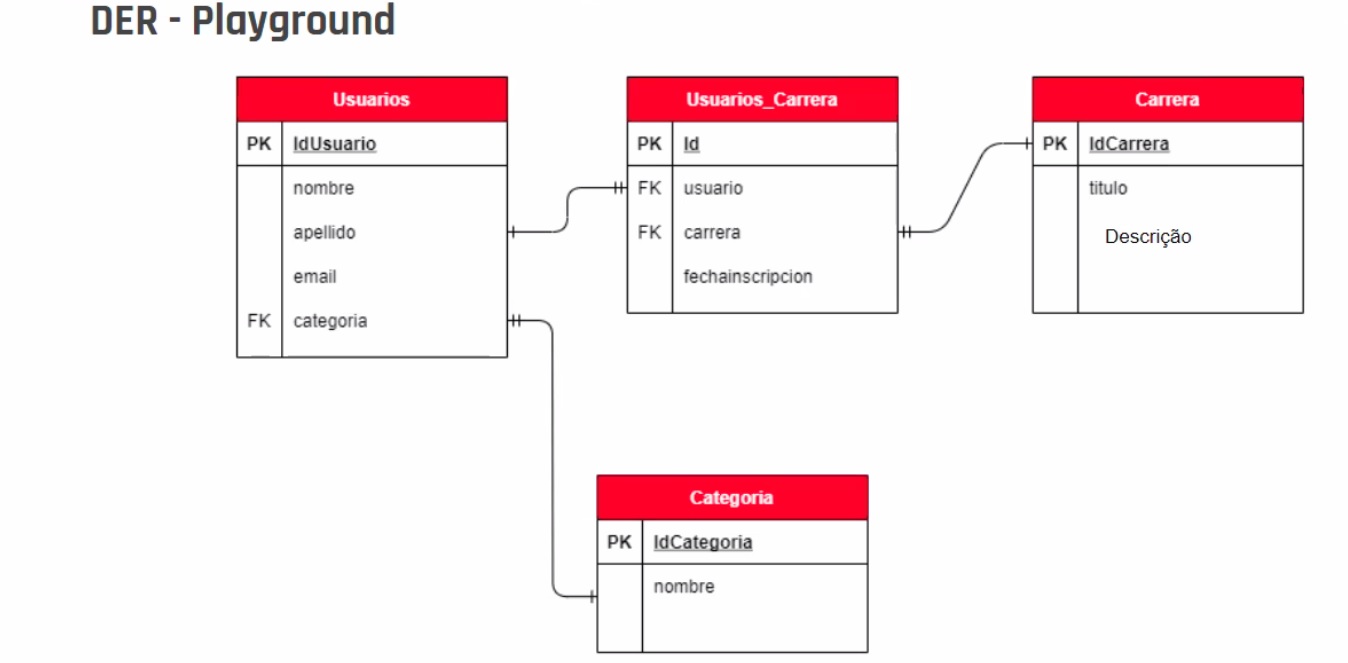 DER - Playground
Usuarios
PK IdUsuario
nombre
apellido
email
FK categoria
Usuarios_Carrera
PK Id
FK usuario
FK carrera
fechainscripcion
Carrera
PK IdCarrera
titulo
Descrição
Categoria
PK IdCategoria
nombre